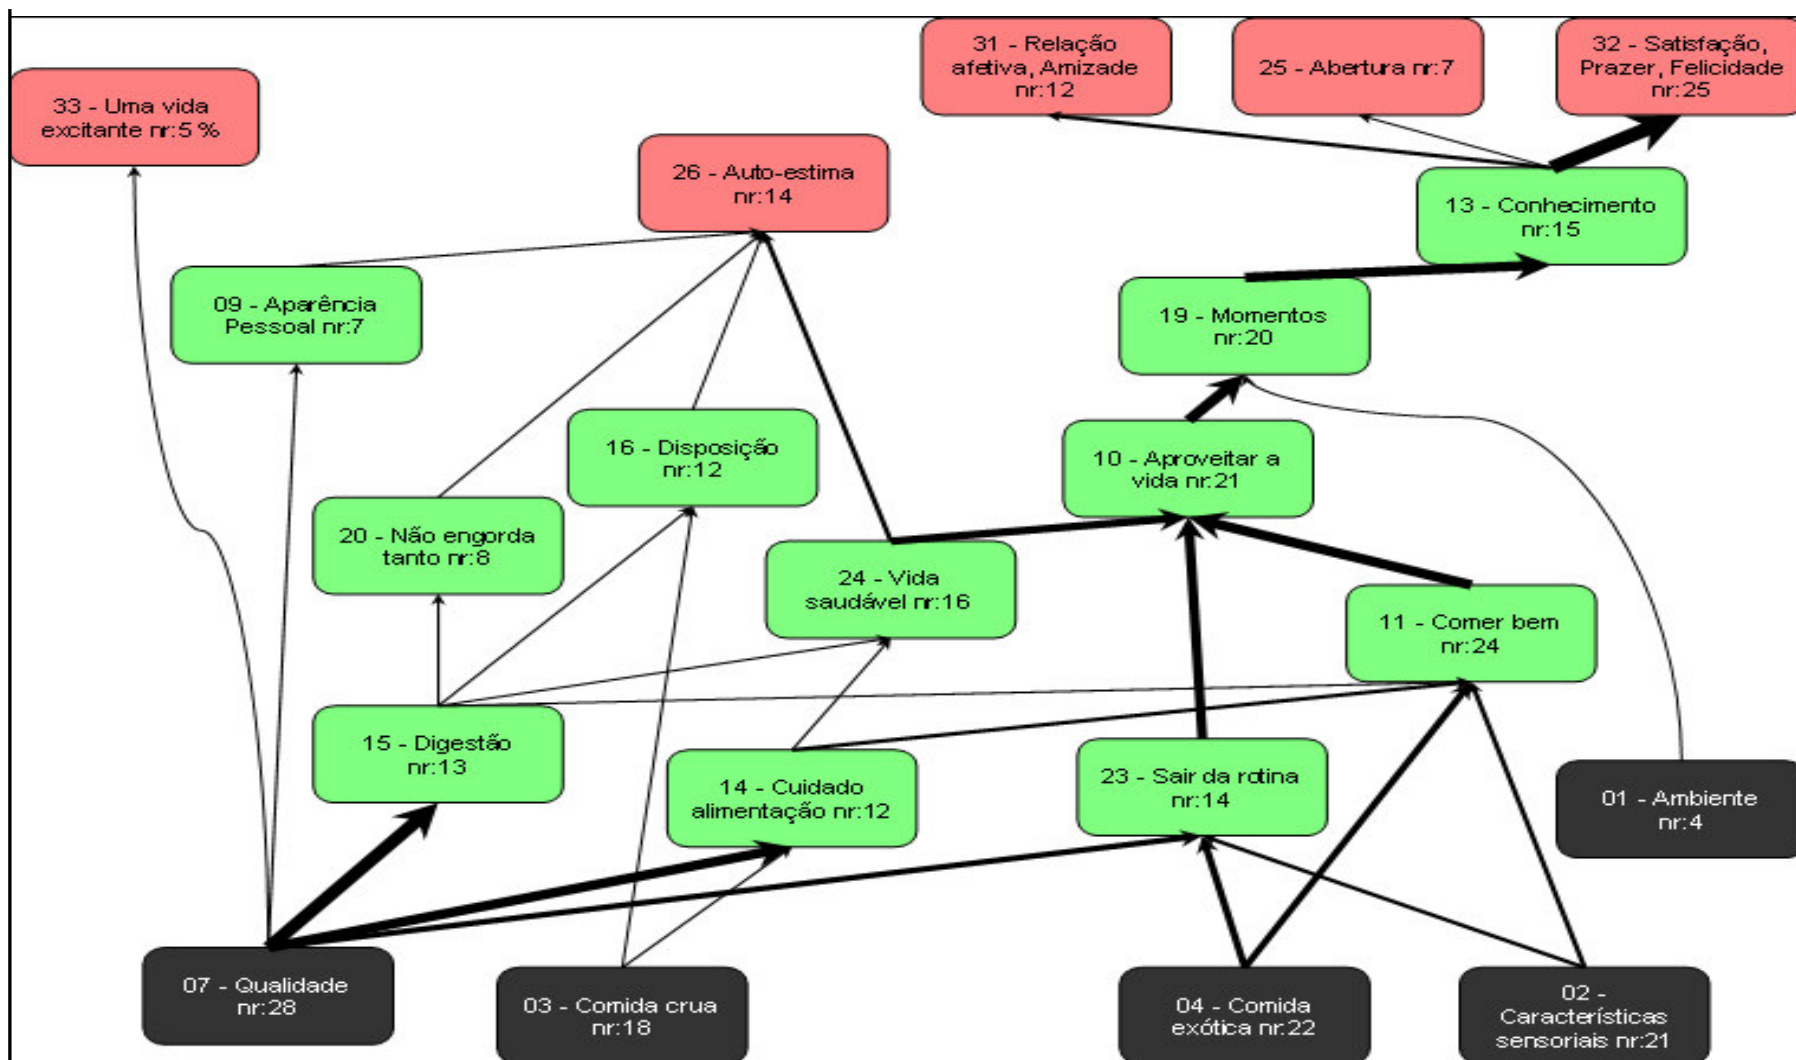 31 - Relação
afetiva, Amizade
nr:12
25 - Abertura nr:7
32 - Satisfação,
Prazer, Felicidade
nr:25
33 - Uma vida
excitante nr:5 %
26 - Auto-estima
nr:14
13 - Conhecimento
nr:15
09 - Aparência
Pessoal nr:7
19 - Momentos
nr:20
16 - Disposição
nr:12
10 - Aproveitar a
vida nr:21
20 - Não engorda
tanto nr:8
24 - Vida
saudável nr:16
11 - Comer bem
nr:24
15 - Digestão
nr:13
14 - Cuidado
alimentação nr:12
23 - Sair da rotina
nr:14
01 - Ambiente
nr:4
07 - Qualidade
nr:28
03 - Comida crua
nr:18
04 - Comida
exótica nr:22
02 -
Características
sensoriais nr:21